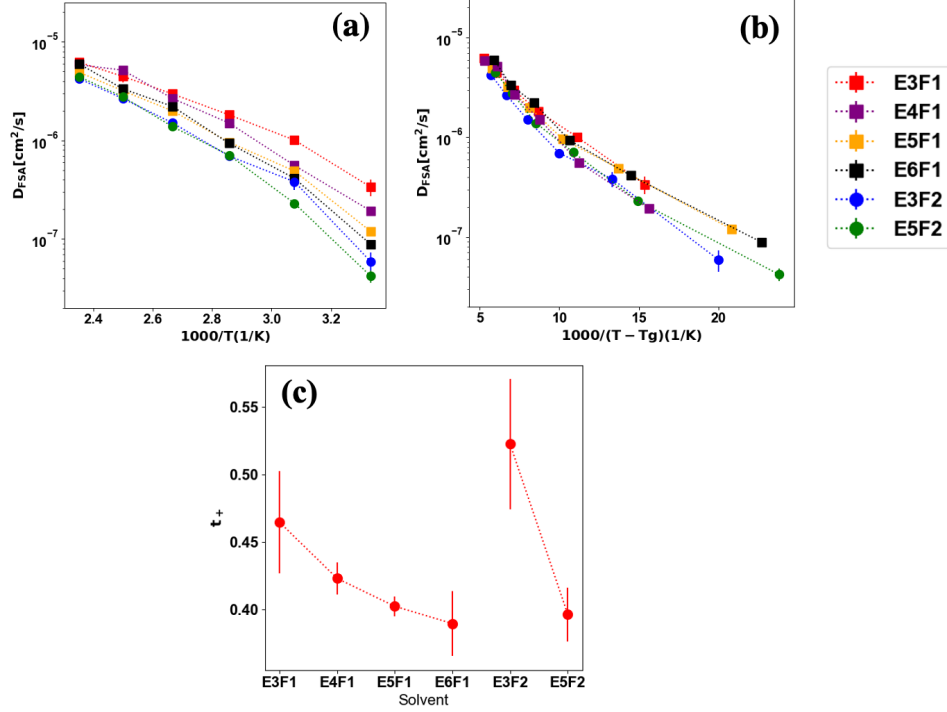 (a)
10⁻⁵
10⁻⁶
10⁻⁷
D_FSA[cm²/s]
2.4 2.6 2.8 3.0 3.2
1000/T(1/K)
(b)
10⁻⁵
10⁻⁶
10⁻⁷
D_FSA[cm²/s]
5 10 15 20
1000/(T − Tg)(1/K)
E3F1
E4F1
E5F1
E6F1
E3F2
E5F2
(c)
0.55
0.50
0.45
0.40
t₊
E3F1 E4F1 E5F1 E6F1 E3F2 E5F2
Solvent